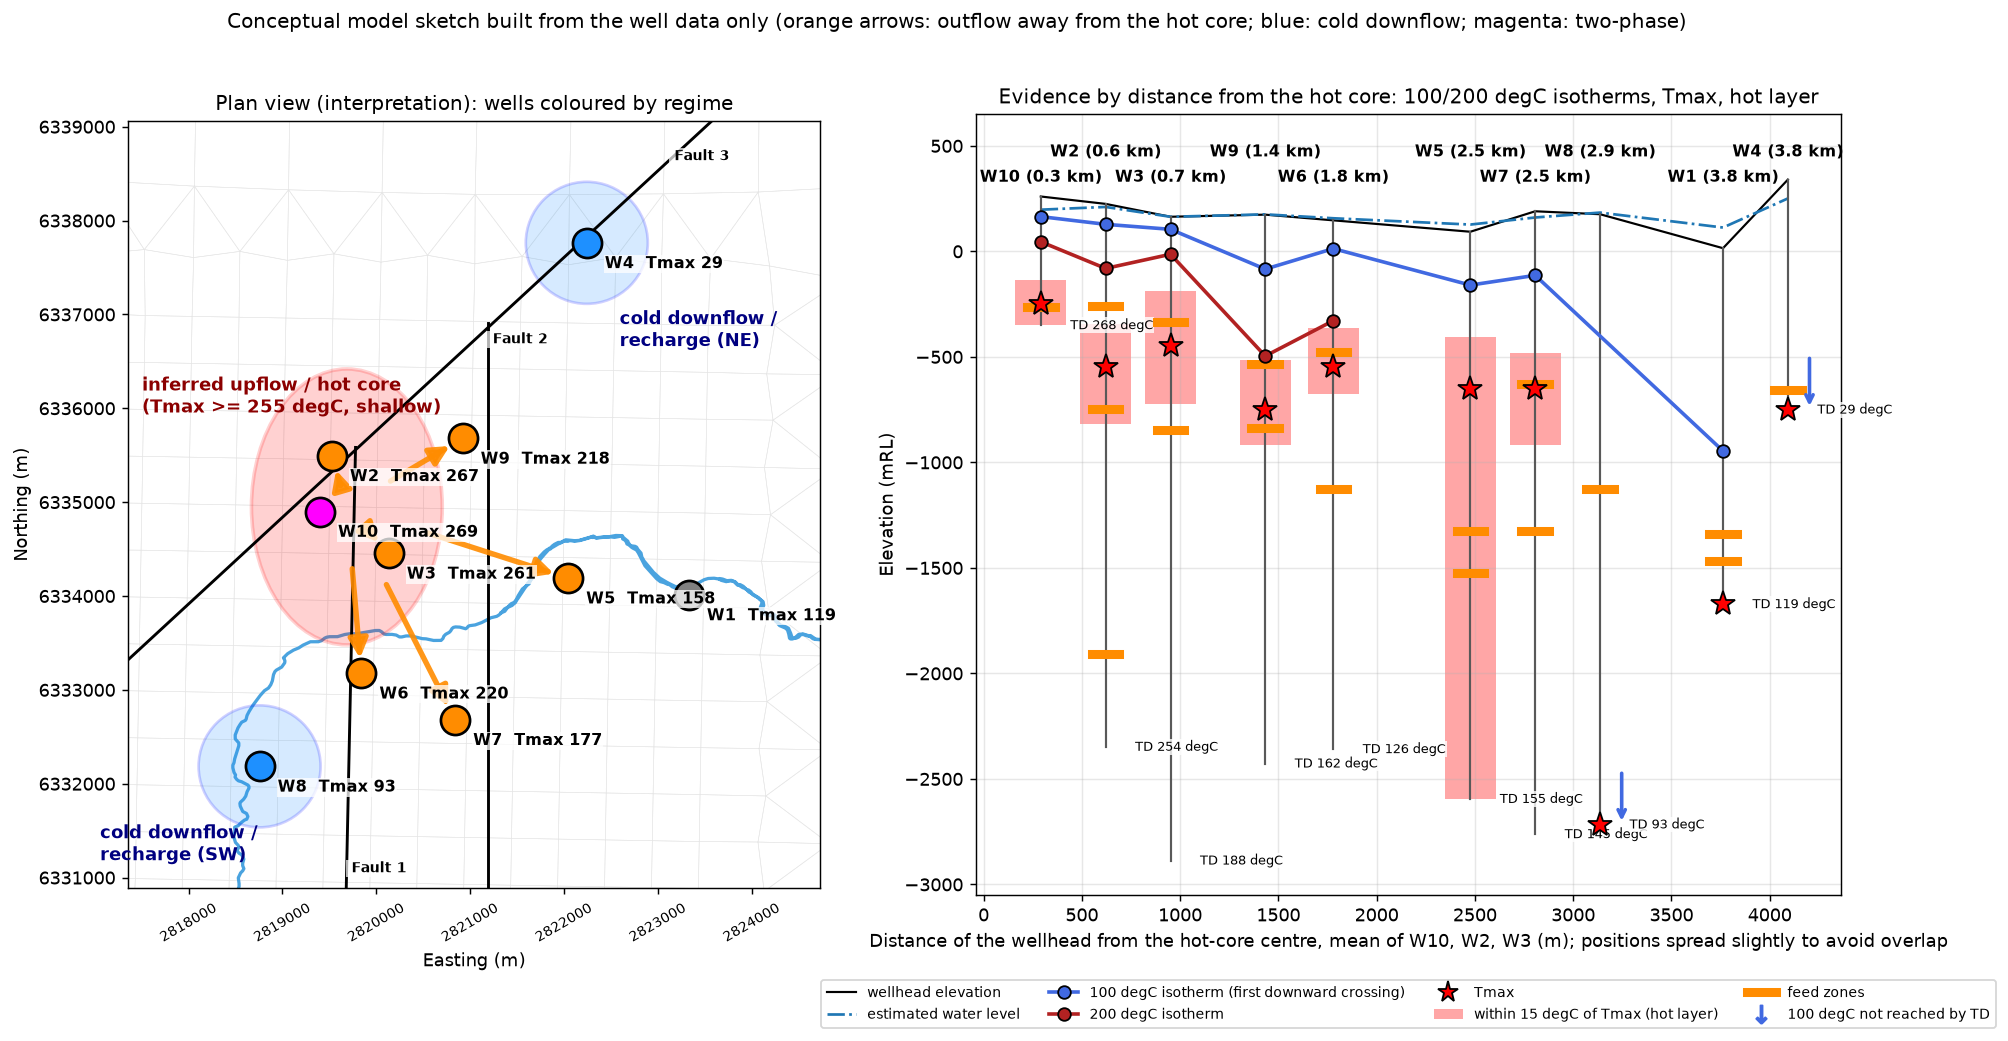 Conceptual model sketch built from the well data only (orange arrows: outflow away from the hot core; blue: cold downflow; magenta: two-phase)
Plan view (interpretation): wells coloured by regime
Northing (m)
6339000
6338000
6337000
6336000
6335000
6334000
6333000
6332000
6331000
Fault 3
W4 Tmax 29
cold downflow /
recharge (NE)
Fault 2
inferred upflow / hot core
(Tmax >= 255 degC, shallow)
W9 Tmax 218
W2 Tmax 267
W10 Tmax 269
W3 Tmax 261
W5 Tmax 158
W1 Tmax 119
W6 Tmax 220
W7 Tmax 177
W8 Tmax 93
cold downflow /
recharge (SW)
Fault 1
2818000
2819000
2820000
2821000
2822000
2823000
2824000
Easting (m)
Evidence by distance from the hot core: 100/200 degC isotherms, Tmax, hot layer
Elevation (mRL)
500
0
−500
−1000
−1500
−2000
−2500
−3000
W2 (0.6 km)
W9 (1.4 km)
W5 (2.5 km)
W8 (2.9 km)
W4 (3.8 km)
W10 (0.3 km)
W3 (0.7 km)
W6 (1.8 km)
W7 (2.5 km)
W1 (3.8 km)
TD 268 degC
TD 29 degC
TD 119 degC
TD 254 degC
TD 126 degC
TD 162 degC
TD 155 degC
TD 93 degC
TD 145 degC
TD 188 degC
0
500
1000
1500
2000
2500
3000
3500
4000
Distance of the wellhead from the hot-core centre, mean of W10, W2, W3 (m); positions spread slightly to avoid overlap
wellhead elevation
estimated water level
100 degC isotherm (first downward crossing)
200 degC isotherm
Tmax
within 15 degC of Tmax (hot layer)
feed zones
100 degC not reached by TD